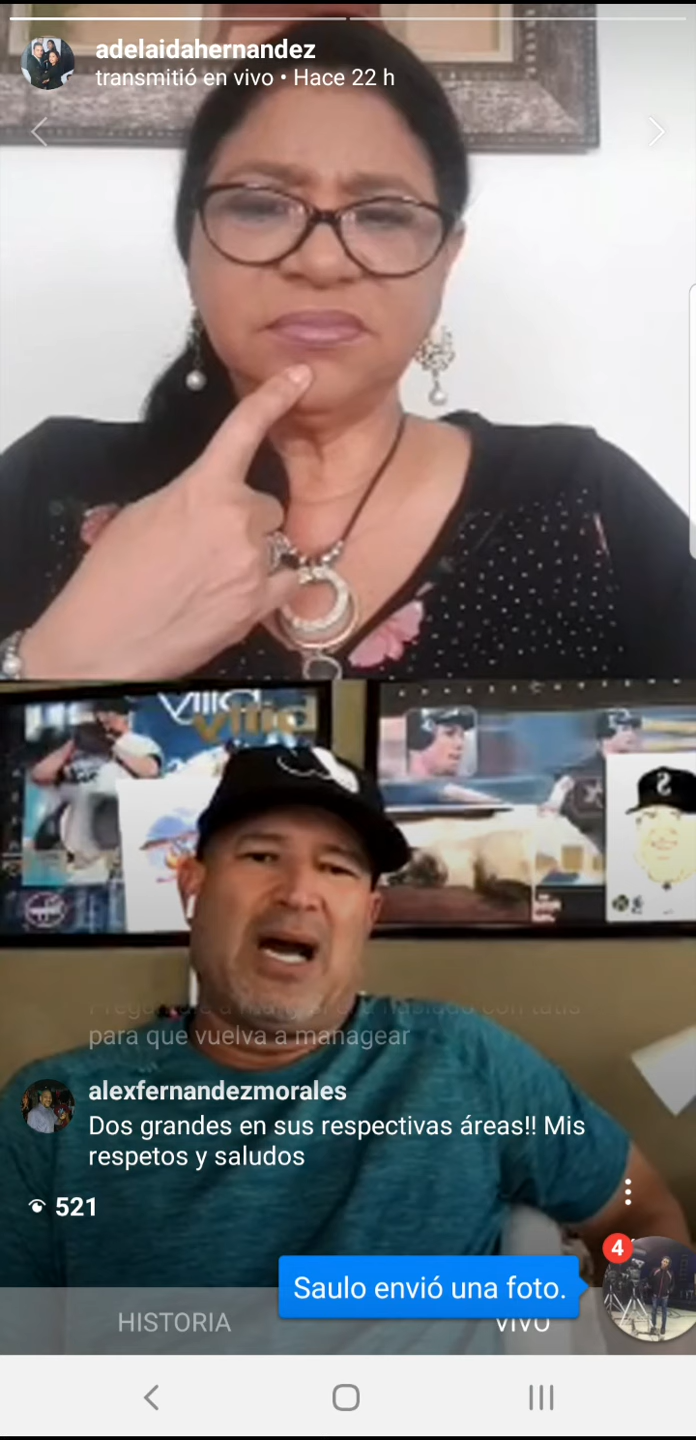 adelaidahernandez
transmitió en vivo • Hace 22 h
para que vuelva a managear
alexfernandezmorales
Dos grandes en sus respectivas áreas!! Mis
respetos y saludos
521
4
Saulo envió una foto.
HISTORIA
VIVO